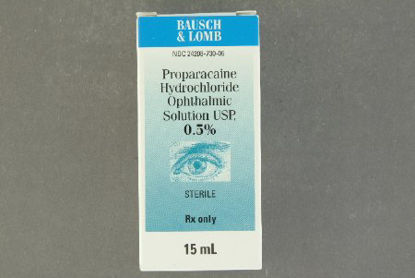 BAUSCH
& LOMB
Proparacaine
Hydrochloride
Ophthalmic
Solution USP,
0.5%
STERILE
Rx only
15 mL